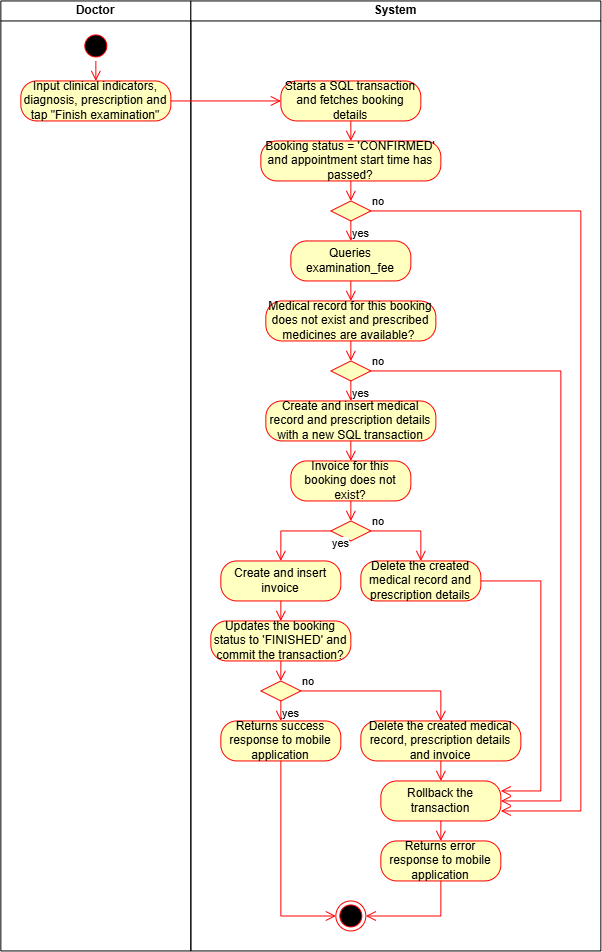 Doctor
System
Input clinical indicators,
diagnosis, prescription and
tap "Finish examination"
Starts a SQL transaction
and fetches booking
details
Booking status = 'CONFIRMED'
and appointment start time has
passed?
no
yes
Queries
examination_fee
Medical record for this booking
does not exist and prescribed
medicines are available?
no
yes
Create and insert medical
record and prescription details
with a new SQL transaction
Invoice for this
booking does not
exist?
no
yes
Create and insert
invoice
Delete the created
medical record and
prescription details
Updates the booking
status to 'FINISHED' and
commit the transaction?
no
yes
Returns success
response to mobile
application
Delete the created medical
record, prescription details
and invoice
Rollback the
transaction
Returns error
response to mobile
application